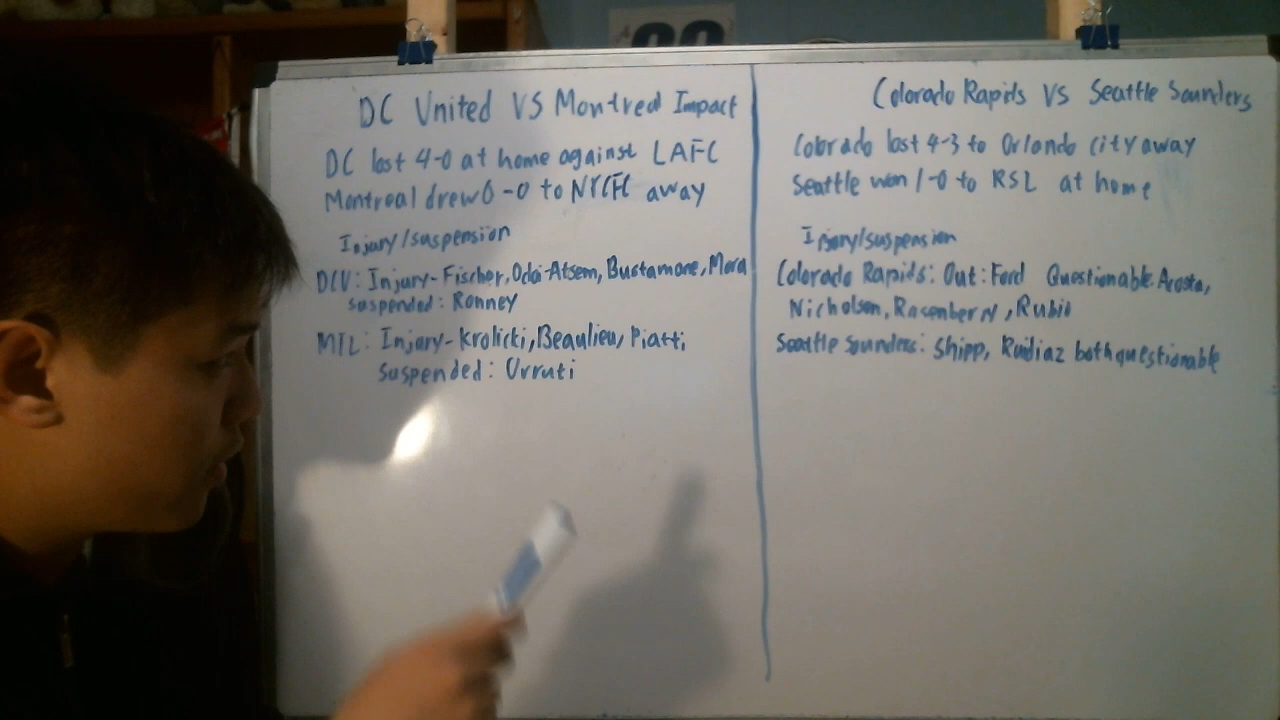 DC United VS Montreal Impact
DC lost 4-0 at home against LAFC
Montreal drew 0-0 to NYCFC away
Injury/suspension
DCU: Injury- Fischer, Odoi-Atsem, Bustamone, Mora
suspended: Ronney
MTL: Injury- Krolicki, Beaulieu, Piatti
suspended: Urruti
Colorado Rapids VS Seattle Sounders
Colorado lost 4-3 to Orlando city away
Seattle won 1-0 to RSL at home
Injury/suspension
Colorado Rapids: Out: Ford Questionable: Acosta,
Nicholson, Rosenberry, Rubio
Seattle Sounders: Shipp, Ruidiaz both questionable